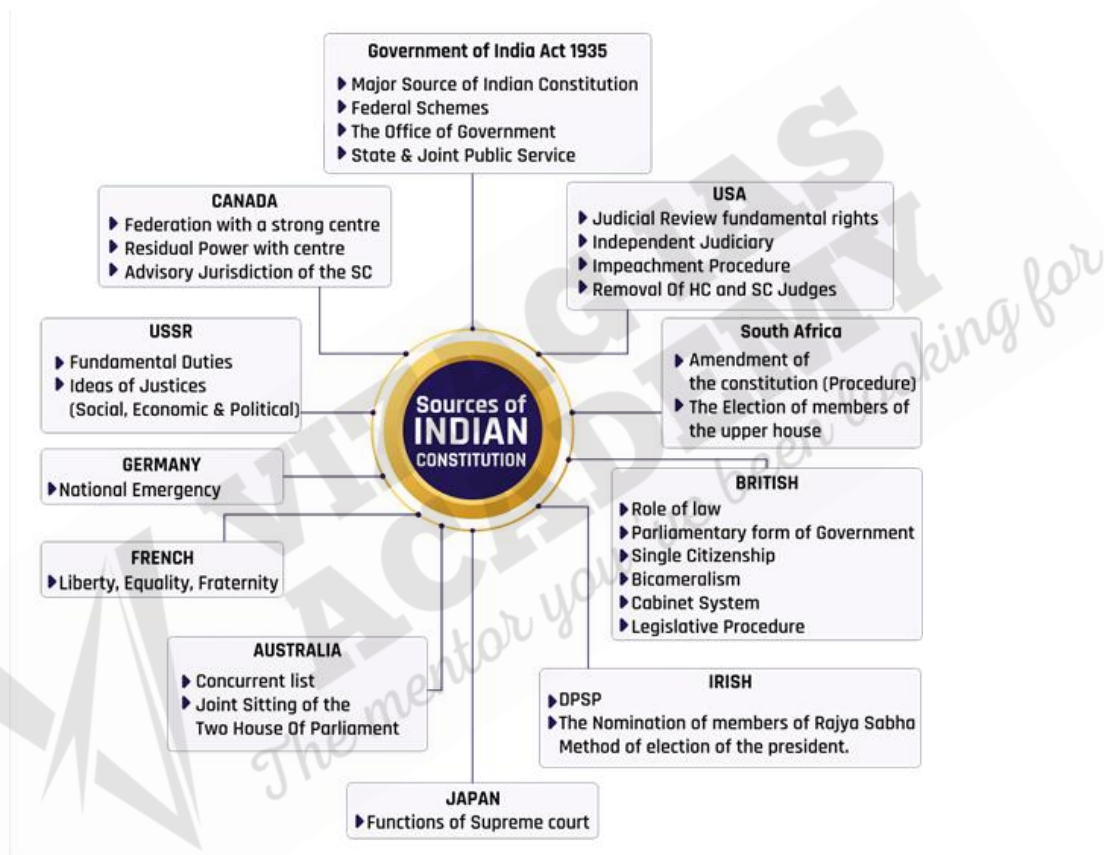 Government of India Act 1935
Major Source of Indian Constitution
Federal Schemes
The Office of Government
State & Joint Public Service
CANADA
Federation with a strong centre
Residual Power with centre
Advisory Jurisdiction of the SC
USA
Judicial Review fundamental rights
Independent Judiciary
Impeachment Procedure
Removal Of HC and SC Judges
USSR
Fundamental Duties
Ideas of Justices
(Social, Economic & Political)
South Africa
Amendment of
the constitution (Procedure)
The Election of members of
the upper house
Sources of
INDIAN
CONSTITUTION
GERMANY
National Emergency
BRITISH
Role of law
Parliamentary form of Government
Single Citizenship
Bicameralism
Cabinet System
Legislative Procedure
FRENCH
Liberty, Equality, Fraternity
AUSTRALIA
Concurrent list
Joint Sitting of the
Two House Of Parliament
IRISH
DPSP
The Nomination of members of Rajya Sabha
Method of election of the president.
JAPAN
Functions of Supreme court
IAS
ACADEMY
The mentor you've been looking for